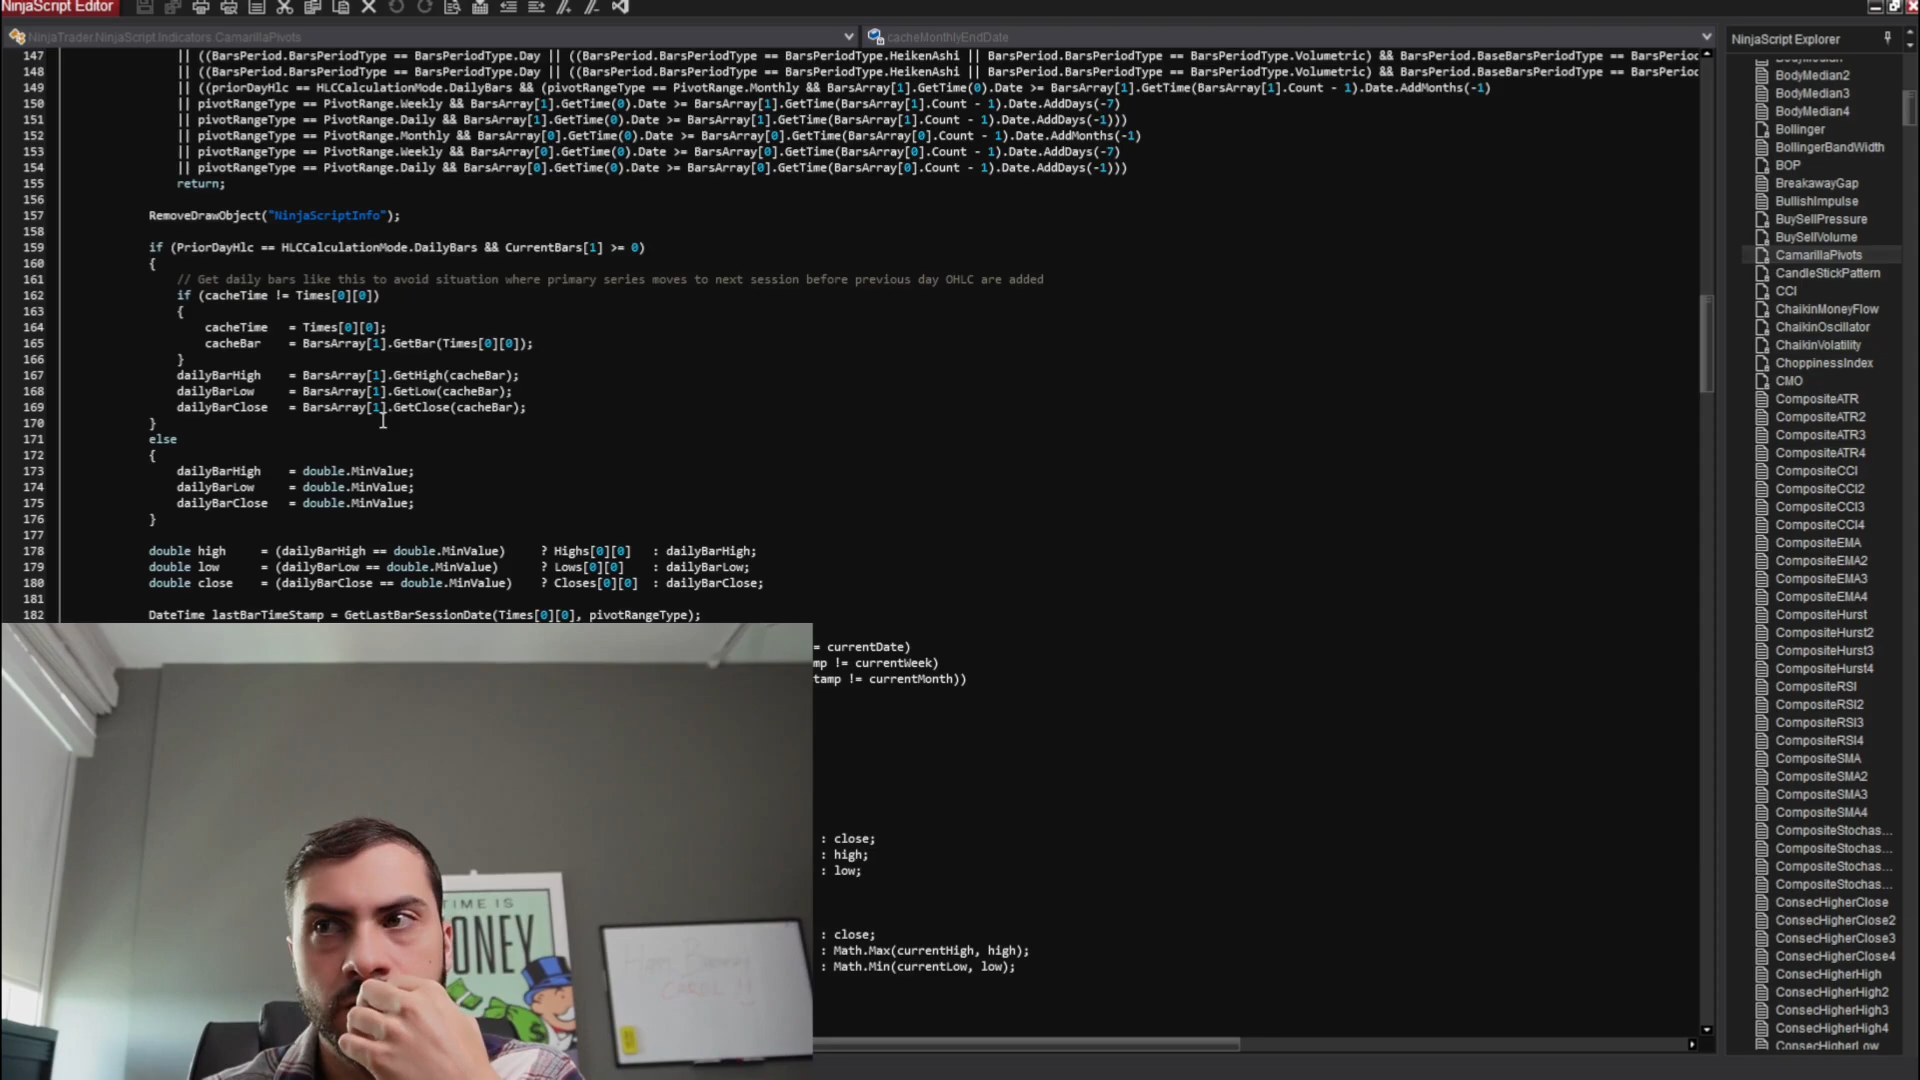 NinjaScript Editor
NinjaTrader.NinjaScript.Indicators.CamarillaPivots
cacheMonthlyEndDate
147 || ((BarsPeriod.BarsPeriodType == BarsPeriodType.Day || ((BarsPeriod.BarsPeriodType == BarsPeriodType.HeikenAshi || BarsPeriod.BarsPeriodType == BarsPeriodType.Volumetric) && BarsPeriod.BaseBarsPeriodType == BarsPeriod
148 || ((BarsPeriod.BarsPeriodType == BarsPeriodType.Day || ((BarsPeriod.BarsPeriodType == BarsPeriodType.HeikenAshi || BarsPeriod.BarsPeriodType == BarsPeriodType.Volumetric) && BarsPeriod.BaseBarsPeriodType == BarsPeriod
149 || ((priorDayHlc == HLCCalculationMode.DailyBars && (pivotRangeType == PivotRange.Monthly && BarsArray[1].GetTime(0).Date >= BarsArray[1].GetTime(BarsArray[1].Count - 1).Date.AddMonths(-1)
150 || pivotRangeType == PivotRange.Weekly && BarsArray[1].GetTime(0).Date >= BarsArray[1].GetTime(BarsArray[1].Count - 1).Date.AddDays(-7)
151 || pivotRangeType == PivotRange.Daily && BarsArray[1].GetTime(0).Date >= BarsArray[1].GetTime(BarsArray[1].Count - 1).Date.AddDays(-1)))
152 || pivotRangeType == PivotRange.Monthly && BarsArray[0].GetTime(0).Date >= BarsArray[0].GetTime(BarsArray[0].Count - 1).Date.AddMonths(-1)
153 || pivotRangeType == PivotRange.Weekly && BarsArray[0].GetTime(0).Date >= BarsArray[0].GetTime(BarsArray[0].Count - 1).Date.AddDays(-7)
154 || pivotRangeType == PivotRange.Daily && BarsArray[0].GetTime(0).Date >= BarsArray[0].GetTime(BarsArray[0].Count - 1).Date.AddDays(-1)))
155 return;
156
157 RemoveDrawObject("NinjaScriptInfo");
158
159 if (PriorDayHlc == HLCCalculationMode.DailyBars && CurrentBars[1] >= 0)
160 {
161 // Get daily bars like this to avoid situation where primary series moves to next session before previous day OHLC are added
162 if (cacheTime != Times[0][0])
163 {
164 cacheTime = Times[0][0];
165 cacheBar = BarsArray[1].GetBar(Times[0][0]);
166 }
167 dailyBarHigh = BarsArray[1].GetHigh(cacheBar);
168 dailyBarLow = BarsArray[1].GetLow(cacheBar);
169 dailyBarClose = BarsArray[1].GetClose(cacheBar);
170 }
171 else
172 {
173 dailyBarHigh = double.MinValue;
174 dailyBarLow = double.MinValue;
175 dailyBarClose = double.MinValue;
176 }
177
178 double high = (dailyBarHigh == double.MinValue) ? Highs[0][0] : dailyBarHigh;
179 double low = (dailyBarLow == double.MinValue) ? Lows[0][0] : dailyBarLow;
180 double close = (dailyBarClose == double.MinValue) ? Closes[0][0] : dailyBarClose;
181
182 DateTime lastBarTimeStamp = GetLastBarSessionDate(Times[0][0], pivotRangeType);
= currentDate)
mp != currentWeek)
tamp != currentMonth))
: close;
: high;
: low;
: close;
: Math.Max(currentHigh, high);
: Math.Min(currentLow, low);
TIME IS
MONEY
CAROL
NinjaScript Explorer
BodyMedian
BodyMedian2
BodyMedian3
BodyMedian4
Bollinger
BollingerBandWidth
BOP
BreakawayGap
BullishImpulse
BuySellPressure
BuySellVolume
CamarillaPivots
CandleStickPattern
CCI
ChaikinMoneyFlow
ChaikinOscillator
ChaikinVolatility
ChoppinessIndex
CMO
CompositeATR
CompositeATR2
CompositeATR3
CompositeATR4
CompositeCCI
CompositeCCI2
CompositeCCI3
CompositeCCI4
CompositeEMA
CompositeEMA2
CompositeEMA3
CompositeEMA4
CompositeHurst
CompositeHurst2
CompositeHurst3
CompositeHurst4
CompositeRSI
CompositeRSI2
CompositeRSI3
CompositeRSI4
CompositeSMA
CompositeSMA2
CompositeSMA3
CompositeSMA4
CompositeStochas...
CompositeStochas...
CompositeStochas...
CompositeStochas...
ConsecHigherClose
ConsecHigherClose2
ConsecHigherClose3
ConsecHigherClose4
ConsecHigherHigh
ConsecHigherHigh2
ConsecHigherHigh3
ConsecHigherHigh4
ConsecHigherLow